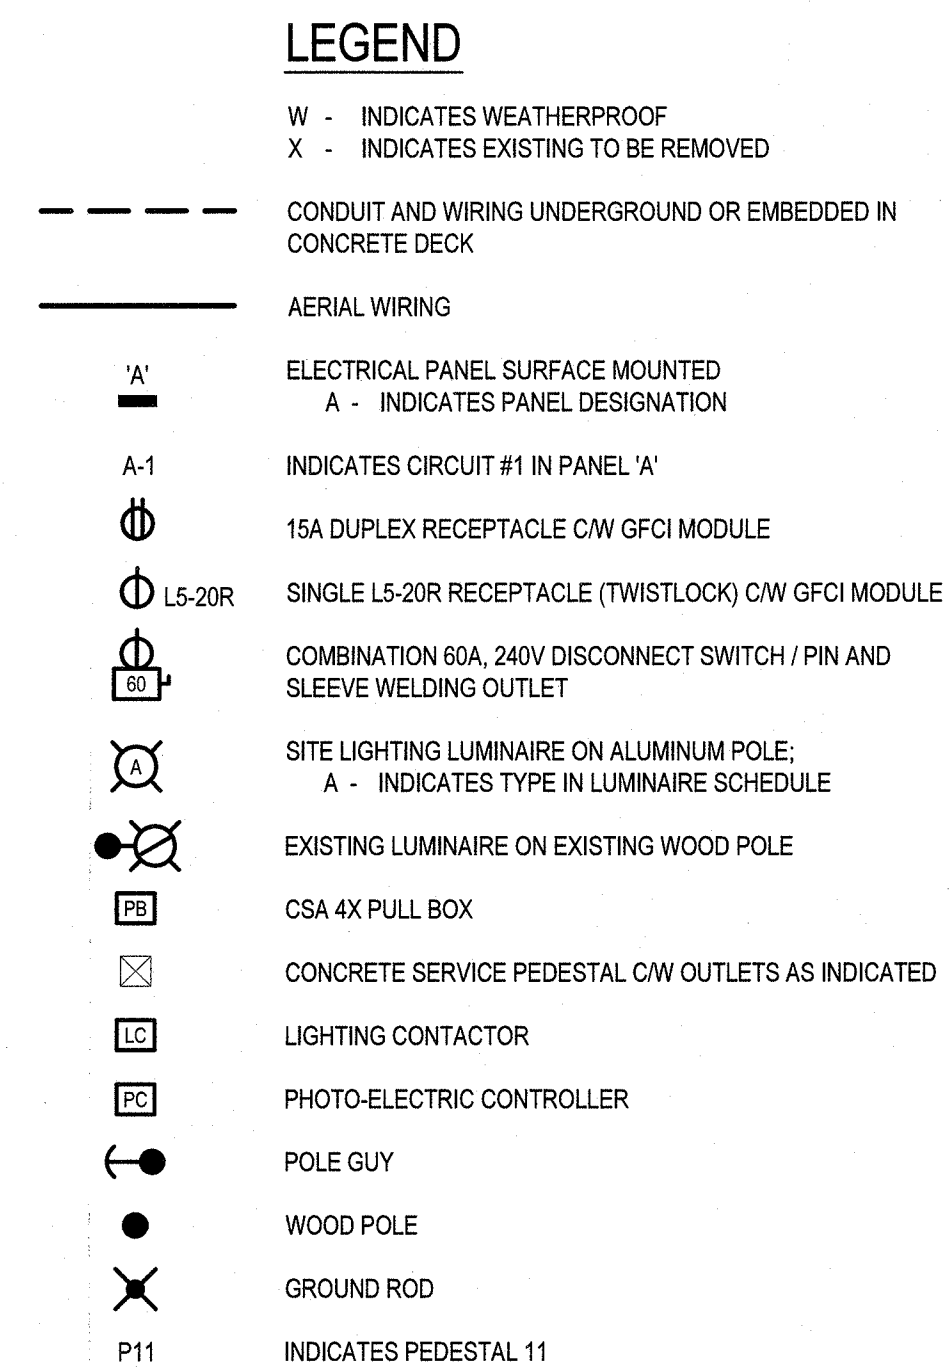 LEGEND
W - INDICATES WEATHERPROOF
X - INDICATES EXISTING TO BE REMOVED
CONDUIT AND WIRING UNDERGROUND OR EMBEDDED IN
CONCRETE DECK
AERIAL WIRING
'A' ELECTRICAL PANEL SURFACE MOUNTED
A - INDICATES PANEL DESIGNATION
A-1 INDICATES CIRCUIT #1 IN PANEL 'A'
15A DUPLEX RECEPTACLE C/W GFCI MODULE
L5-20R SINGLE L5-20R RECEPTACLE (TWISTLOCK) C/W GFCI MODULE
COMBINATION 60A, 240V DISCONNECT SWITCH / PIN AND
60 SLEEVE WELDING OUTLET
SITE LIGHTING LUMINAIRE ON ALUMINUM POLE;
A A - INDICATES TYPE IN LUMINAIRE SCHEDULE
EXISTING LUMINAIRE ON EXISTING WOOD POLE
PB CSA 4X PULL BOX
CONCRETE SERVICE PEDESTAL C/W OUTLETS AS INDICATED
LC LIGHTING CONTACTOR
PC PHOTO-ELECTRIC CONTROLLER
POLE GUY
WOOD POLE
GROUND ROD
P11 INDICATES PEDESTAL 11